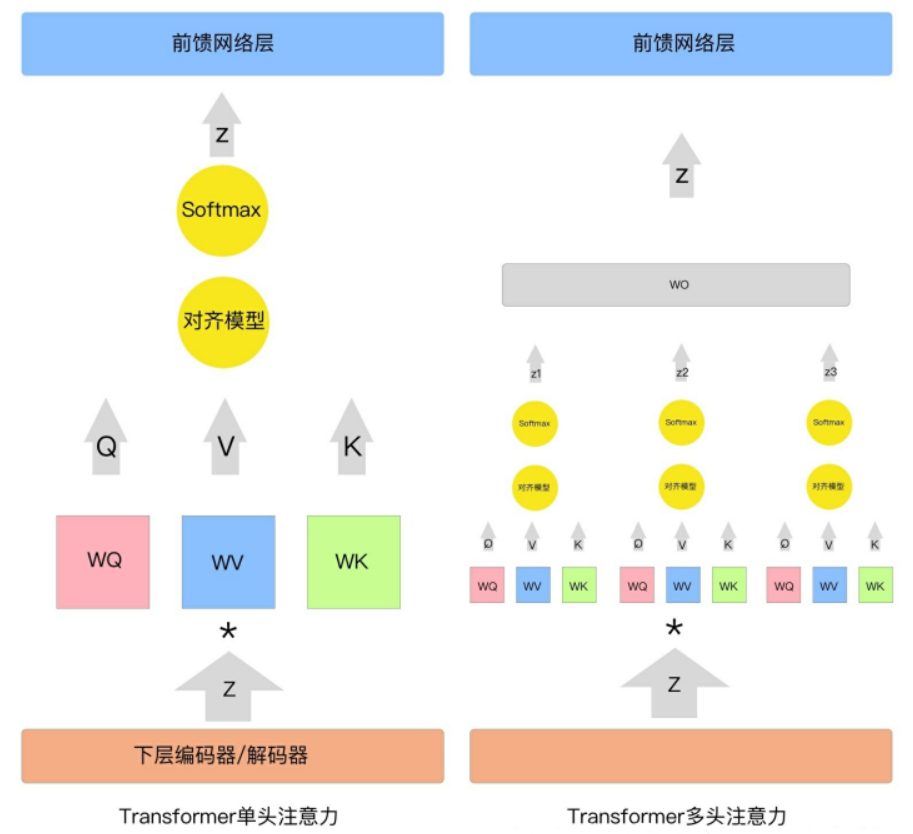 前馈网络层
z
Softmax
对齐模型
Q V K
WQ WV WK
*
Z
下层编码器/解码器
Transformer单头注意力
前馈网络层
Z
WO
z1 z2 z3
Softmax Softmax Softmax
对齐模型 对齐模型 对齐模型
Q V K Q V K Q V K
WQ WV WK WQ WV WK WQ WV WK
*
Z
Transformer多头注意力